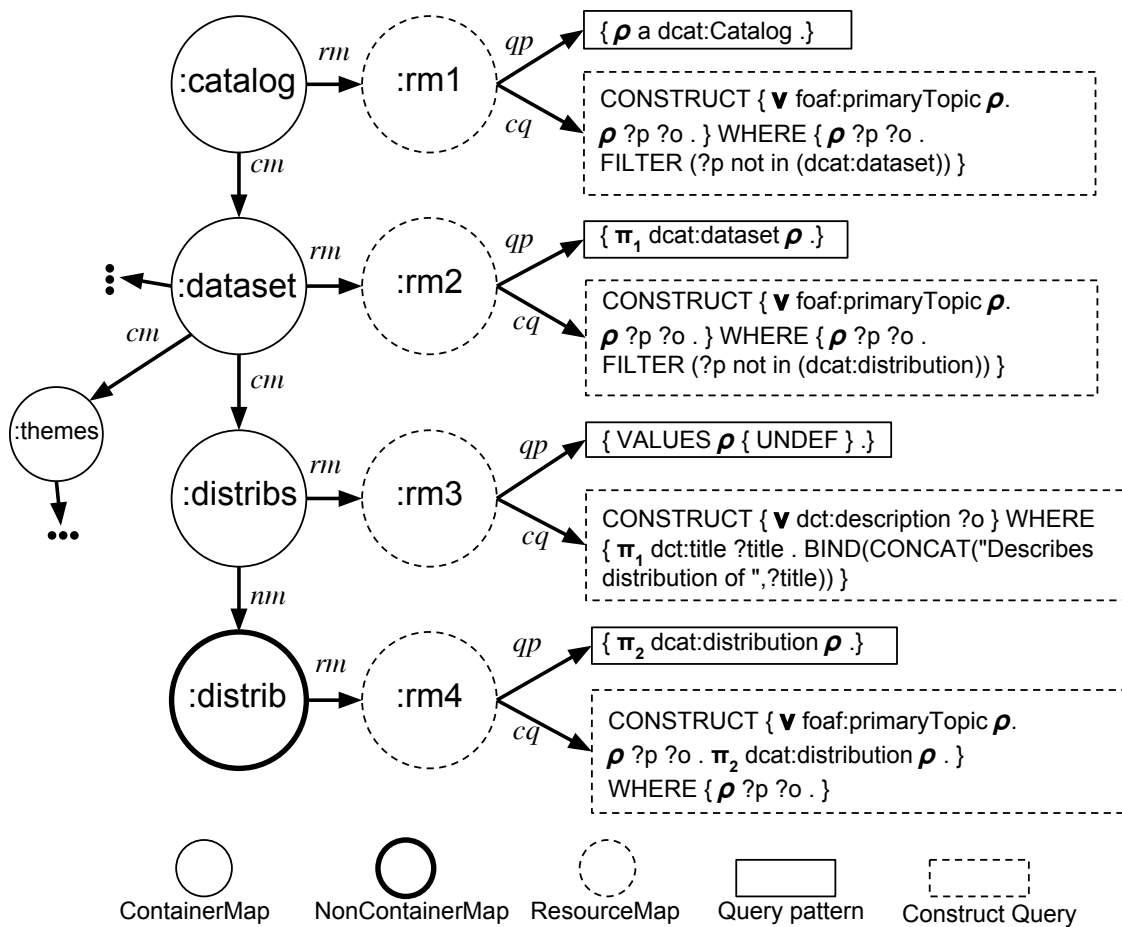 :catalog
rm
:rm1
qp
{ ρ a dcat:Catalog .}
cq
CONSTRUCT { ν foaf:primaryTopic ρ.
ρ ?p ?o . } WHERE { ρ ?p ?o .
FILTER (?p not in (dcat:dataset)) }
cm
:dataset
rm
:rm2
qp
{ π₁ dcat:dataset ρ .}
cq
CONSTRUCT { ν foaf:primaryTopic ρ.
ρ ?p ?o . } WHERE { ρ ?p ?o .
FILTER (?p not in (dcat:distribution)) }
cm
cm
:themes
:distribs
rm
:rm3
qp
{ VALUES ρ { UNDEF } .}
cq
CONSTRUCT { ν dct:description ?o } WHERE
{ π₁ dct:title ?title . BIND(CONCAT("Describes
distribution of ",?title)) }
nm
:distrib
rm
:rm4
qp
{ π₂ dcat:distribution ρ .}
cq
CONSTRUCT { ν foaf:primaryTopic ρ.
ρ ?p ?o . π₂ dcat:distribution ρ . }
WHERE { ρ ?p ?o . }
ContainerMap
NonContainerMap
ResourceMap
Query pattern
Construct Query